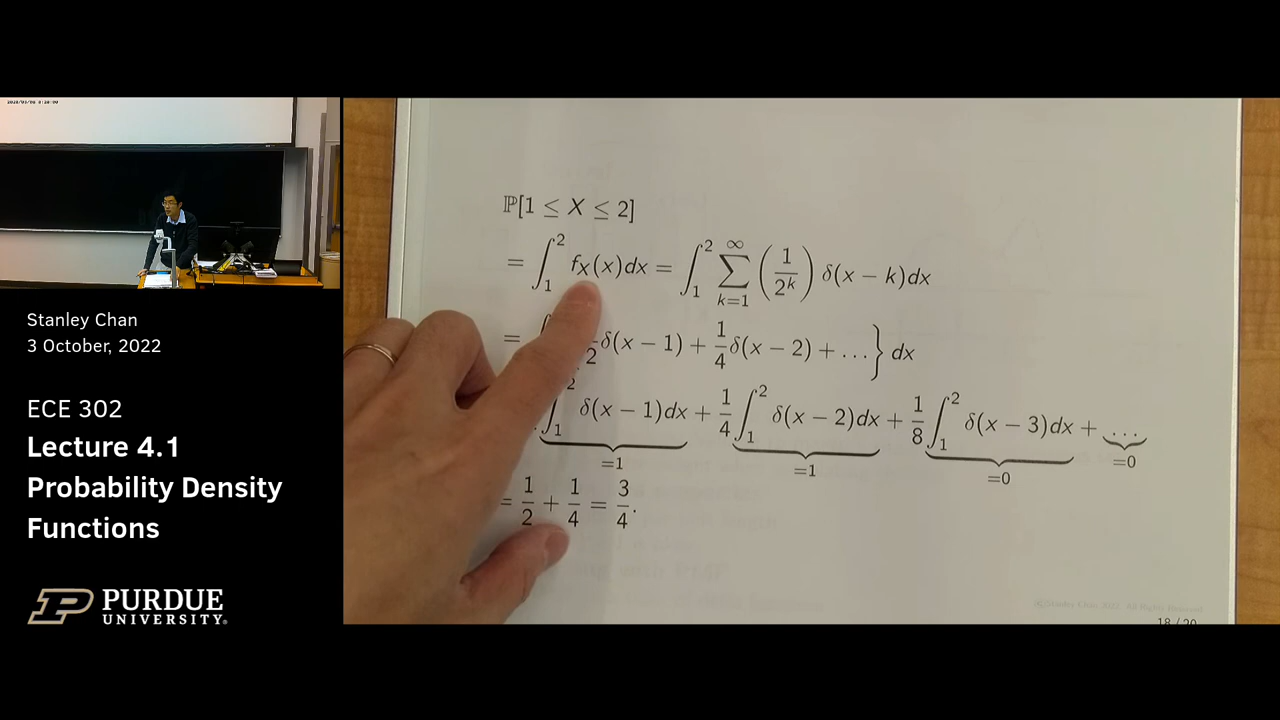 Stanley Chan
3 October, 2022
ECE 302
Lecture 4.1
Probability Density
Functions
PURDUE
UNIVERSITY
ℙ[1 ≤ X ≤ 2]
= ∫₁² f_X(x)dx = ∫₁² ∑_{k=1}^{∞} (1/2^k) δ(x − k)dx
= δ(x − 1) + 1/4 δ(x − 2) + ...} dx
∫₁² δ(x − 1)dx + 1/4 ∫₁² δ(x − 2)dx + 1/8 ∫₁² δ(x − 3)dx + ...
=1 =1 =0 =0
= 1/2 + 1/4 = 3/4.
18 / 20